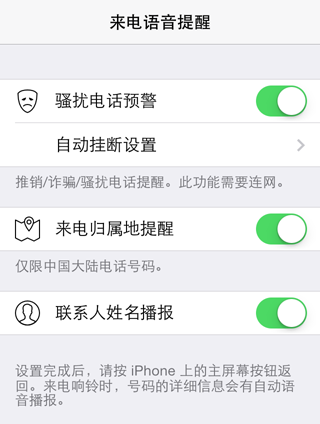 来电语音提醒
骚扰电话预警
自动挂断设置
推销/诈骗/骚扰电话提醒。此功能需要连网。
来电归属地提醒
仅限中国大陆电话号码。
联系人姓名播报
设置完成后，请按 iPhone 上的主屏幕按钮返
回。来电响铃时，号码的详细信息会有自动语
音播报。